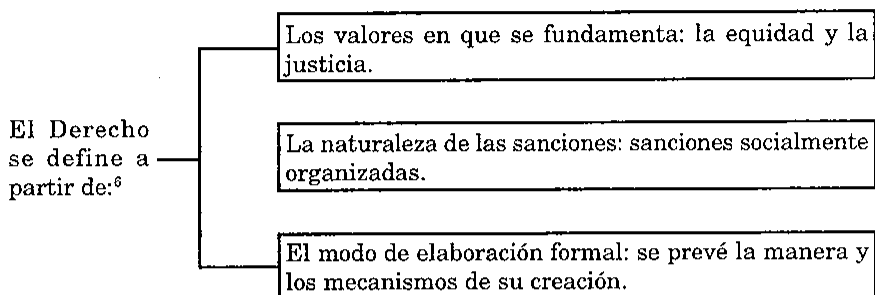 Los valores en que se fundamenta: la equidad y la
justicia.
El Derecho
se define a
partir de:⁶
La naturaleza de las sanciones: sanciones socialmente
organizadas.
El modo de elaboración formal: se prevé la manera y
los mecanismos de su creación.